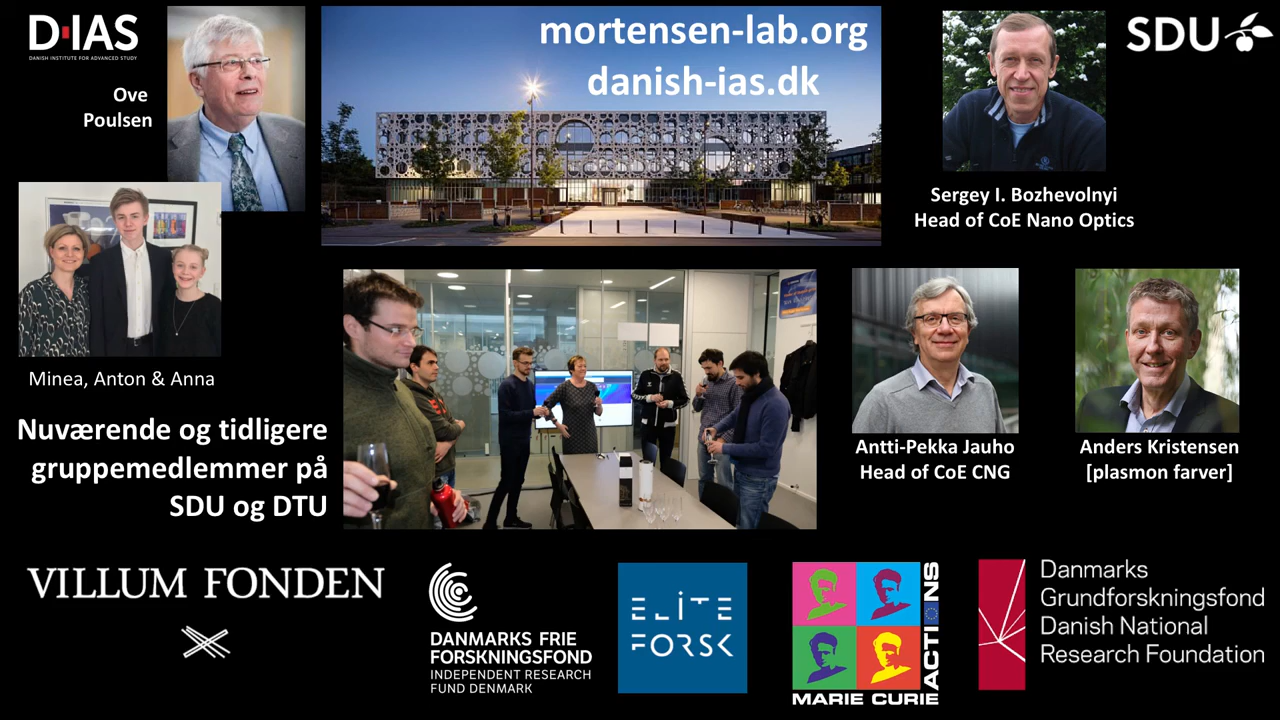 D·IAS
DANISH INSTITUTE FOR ADVANCED STUDY
Ove
Poulsen
mortensen-lab.org
danish-ias.dk
SDU
Sergey I. Bozhevolnyi
Head of CoE Nano Optics
Minea, Anton & Anna
Nuværende og tidligere
gruppemedlemmer på
SDU og DTU
Antti-Pekka Jauho
Head of CoE CNG
Anders Kristensen
[plasmon farver]
VILLUM FONDEN
DANMARKS FRIE
FORSKNINGSFOND
INDEPENDENT RESEARCH
FUND DENMARK
ELITE
FORSK
MARIE CURIE
ACTIONS
Danmarks
Grundforskningsfond
Danish National
Research Foundation